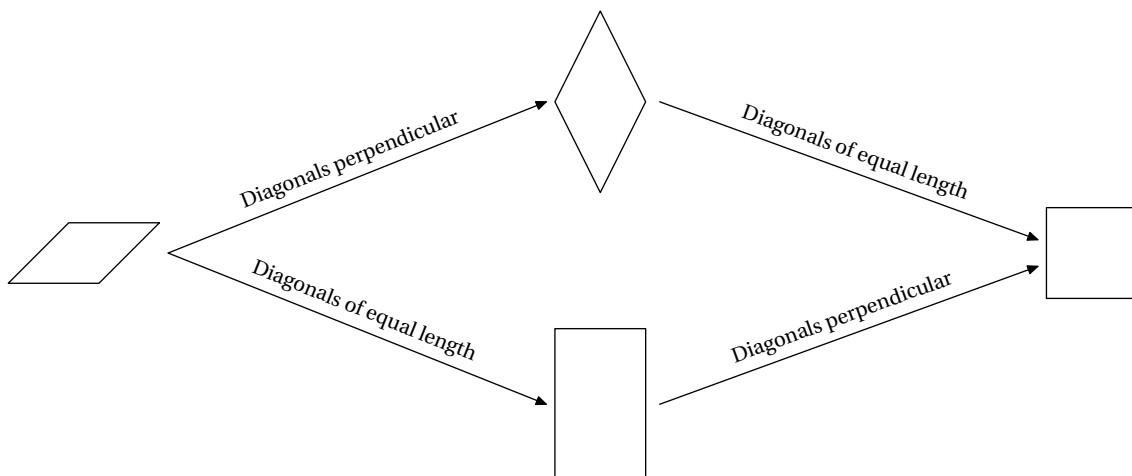 Diagonals perpendicular
Diagonals of equal length
Diagonals of equal length
Diagonals perpendicular